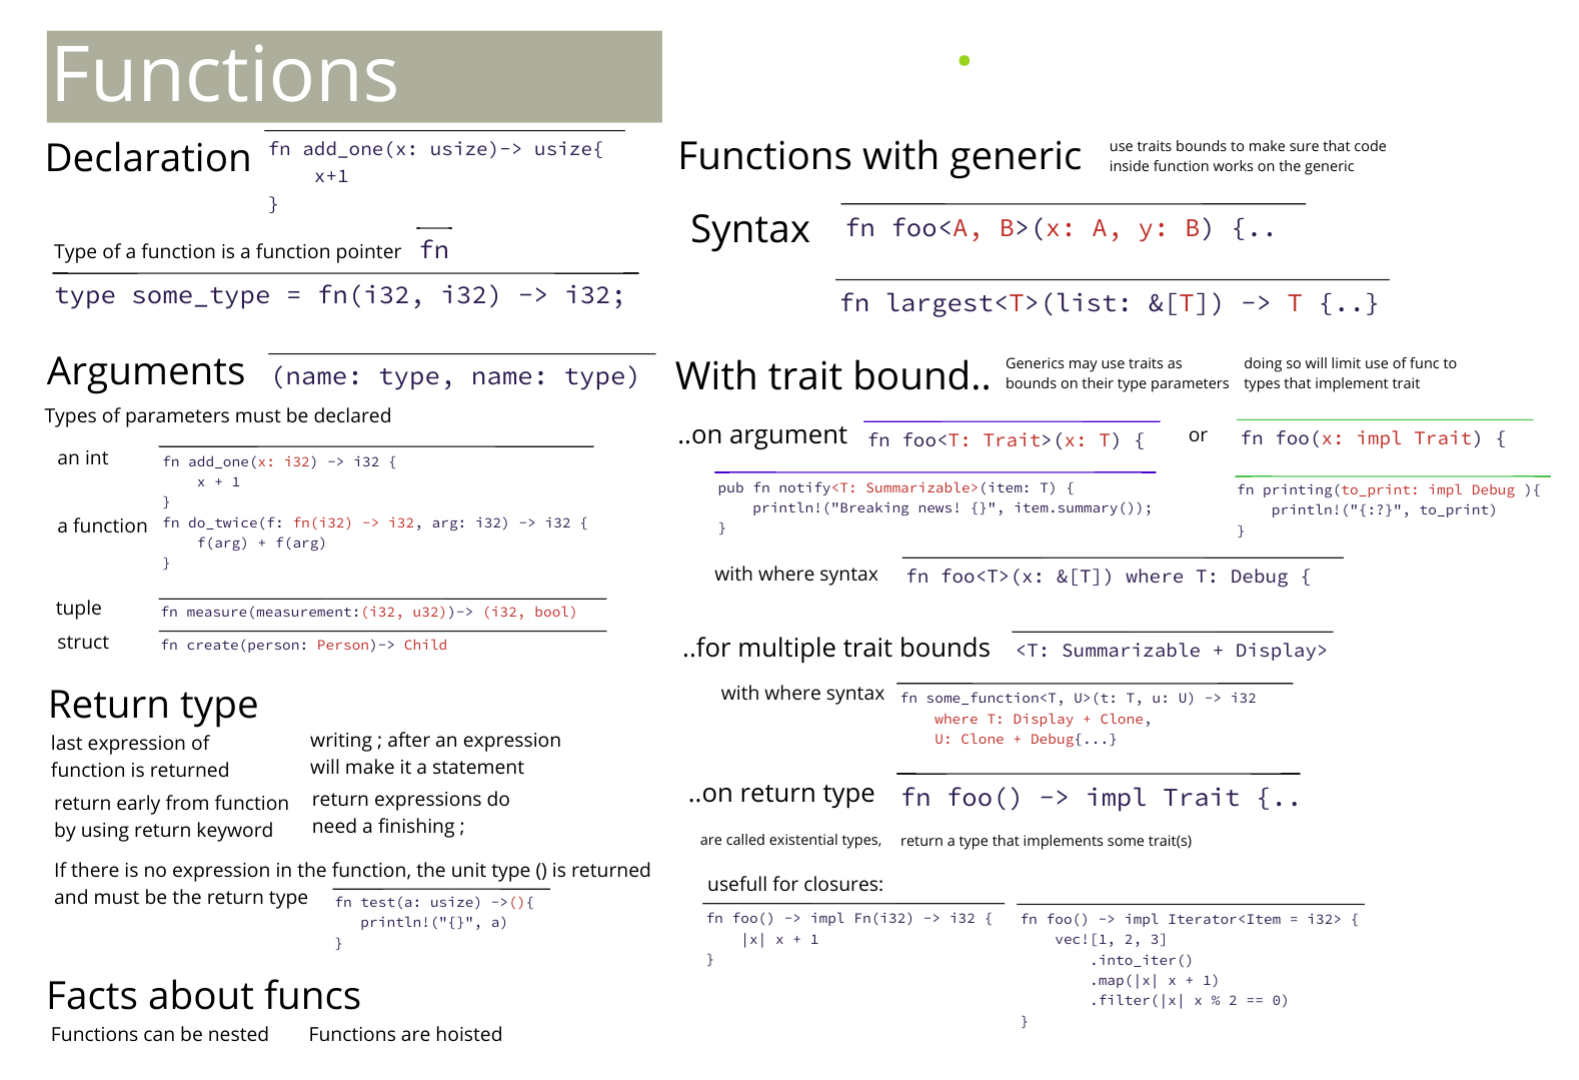 Functions
Declaration
fn add_one(x: usize)-> usize{
x+1
}
Type of a function is a function pointer fn
type some_type = fn(i32, i32) -> i32;
Arguments (name: type, name: type)
Types of parameters must be declared
an int
fn add_one(x: i32) -> i32 {
x + 1
}
a function
fn do_twice(f: fn(i32) -> i32, arg: i32) -> i32 {
f(arg) + f(arg)
}
tuple fn measure(measurement:(i32, u32))-> (i32, bool)
struct fn create(person: Person)-> Child
Return type
last expression of
function is returned
writing ; after an expression
will make it a statement
return early from function
by using return keyword
return expressions do
need a finishing ;
If there is no expression in the function, the unit type () is returned
and must be the return type
fn test(a: usize) ->(){
println!("{}", a)
}
Facts about funcs
Functions can be nested
Functions are hoisted
Functions with generic
use traits bounds to make sure that code
inside function works on the generic
Syntax fn foo<A, B>(x: A, y: B) {..
fn largest<T>(list: &[T]) -> T {..}
With trait bound..
Generics may use traits as
bounds on their type parameters
doing so will limit use of func to
types that implement trait
..on argument fn foo<T: Trait>(x: T) { or fn foo(x: impl Trait) {
pub fn notify<T: Summarizable>(item: T) {
println!("Breaking news! {}", item.summary());
}
fn printing(to_print: impl Debug ){
println!("{:?}", to_print)
}
with where syntax fn foo<T>(x: &[T]) where T: Debug {
..for multiple trait bounds <T: Summarizable + Display>
with where syntax
fn some_function<T, U>(t: T, u: U) -> i32
where T: Display + Clone,
U: Clone + Debug{...}
..on return type fn foo() -> impl Trait {..
are called existential types, return a type that implements some trait(s)
usefull for closures:
fn foo() -> impl Fn(i32) -> i32 {
|x| x + 1
}
fn foo() -> impl Iterator<Item = i32> {
vec![1, 2, 3]
.into_iter()
.map(|x| x + 1)
.filter(|x| x % 2 == 0)
}